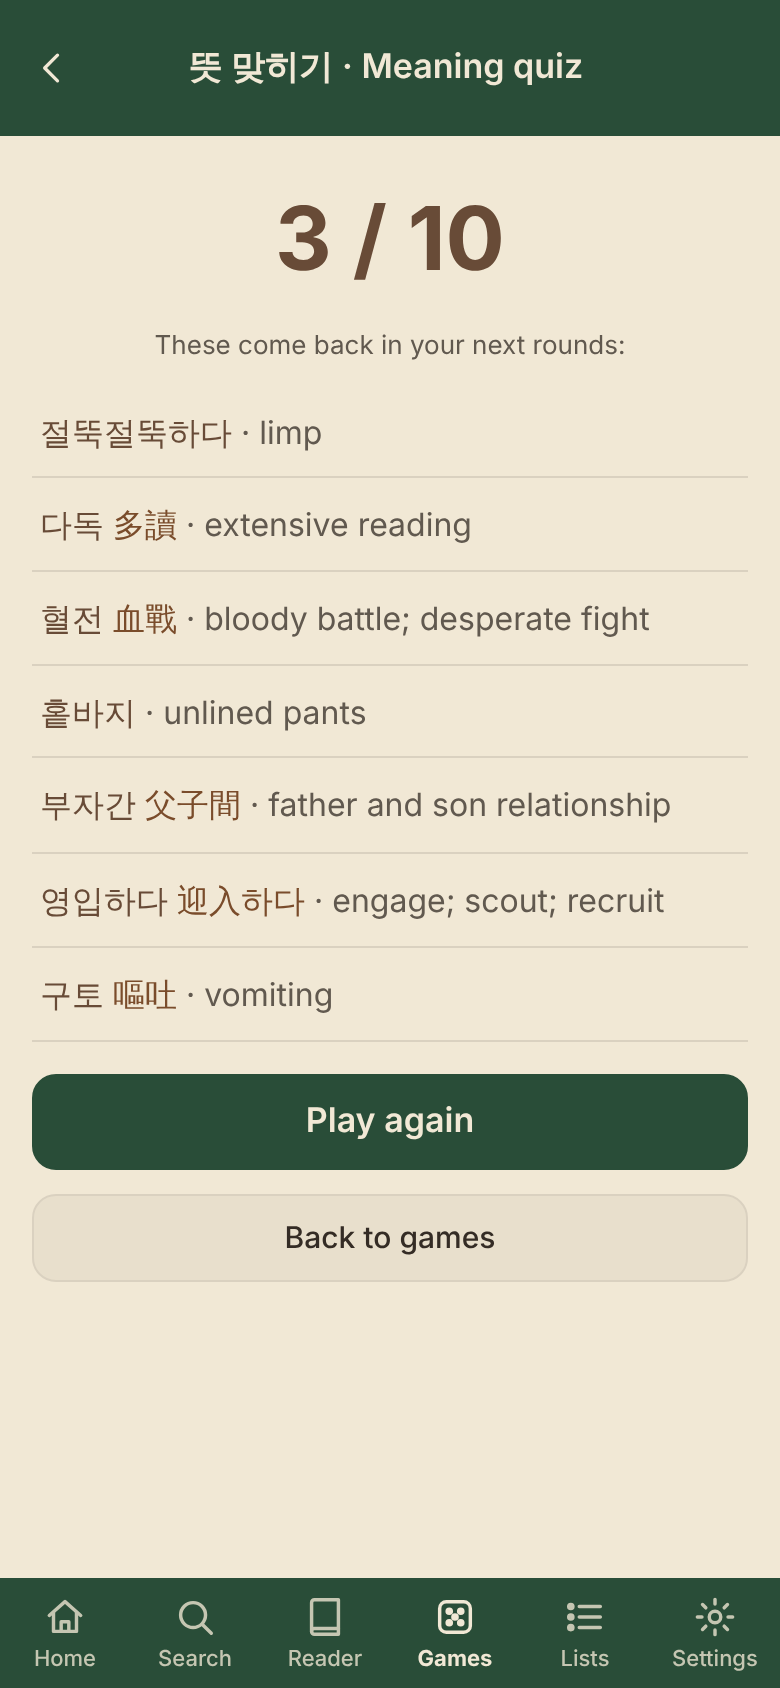 뜻 맞히기 · Meaning quiz
3 / 10
These come back in your next rounds:
절뚝절뚝하다 · limp
다독 多讀 · extensive reading
혈전 血戰 · bloody battle; desperate fight
홑바지 · unlined pants
부자간 父子間 · father and son relationship
영입하다 迎入하다 · engage; scout; recruit
구토 嘔吐 · vomiting
Play again
Back to games
Home Search Reader Games Lists Settings